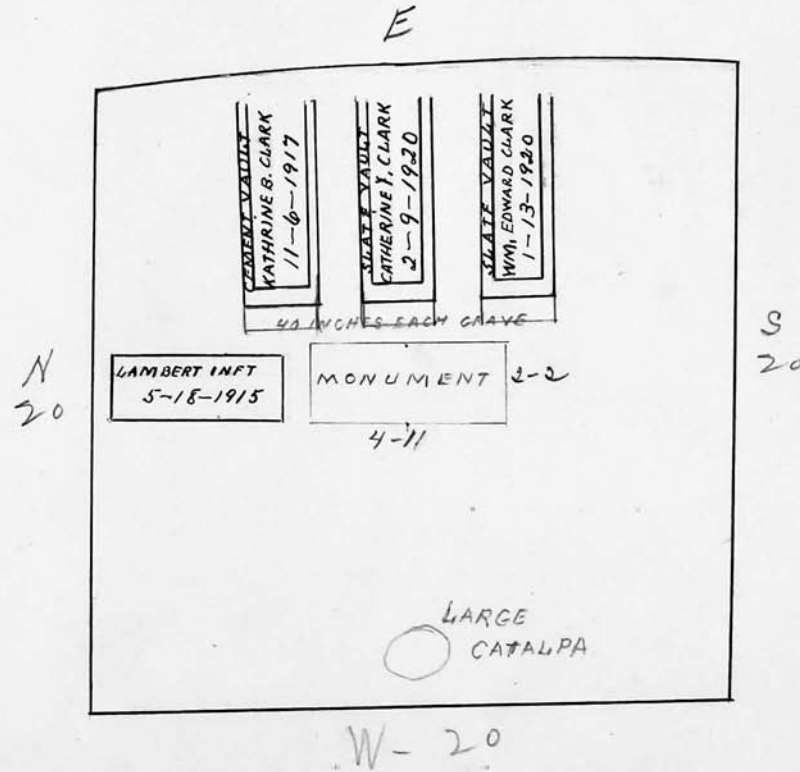 E
CEMENT VAULT
KATHRINE B. CLARK
11-6-1917
SLATE VAULT
CATHERINE Y. CLARK
2-9-1920
SLATE VAULT
WM. EDWARD CLARK
1-13-1920
40 INCHES EACH GRAVE
N
20
LAMBERT INFT
5-18-1915
MONUMENT
2-2
4-11
S
20
LARGE
CATALPA
W- 20